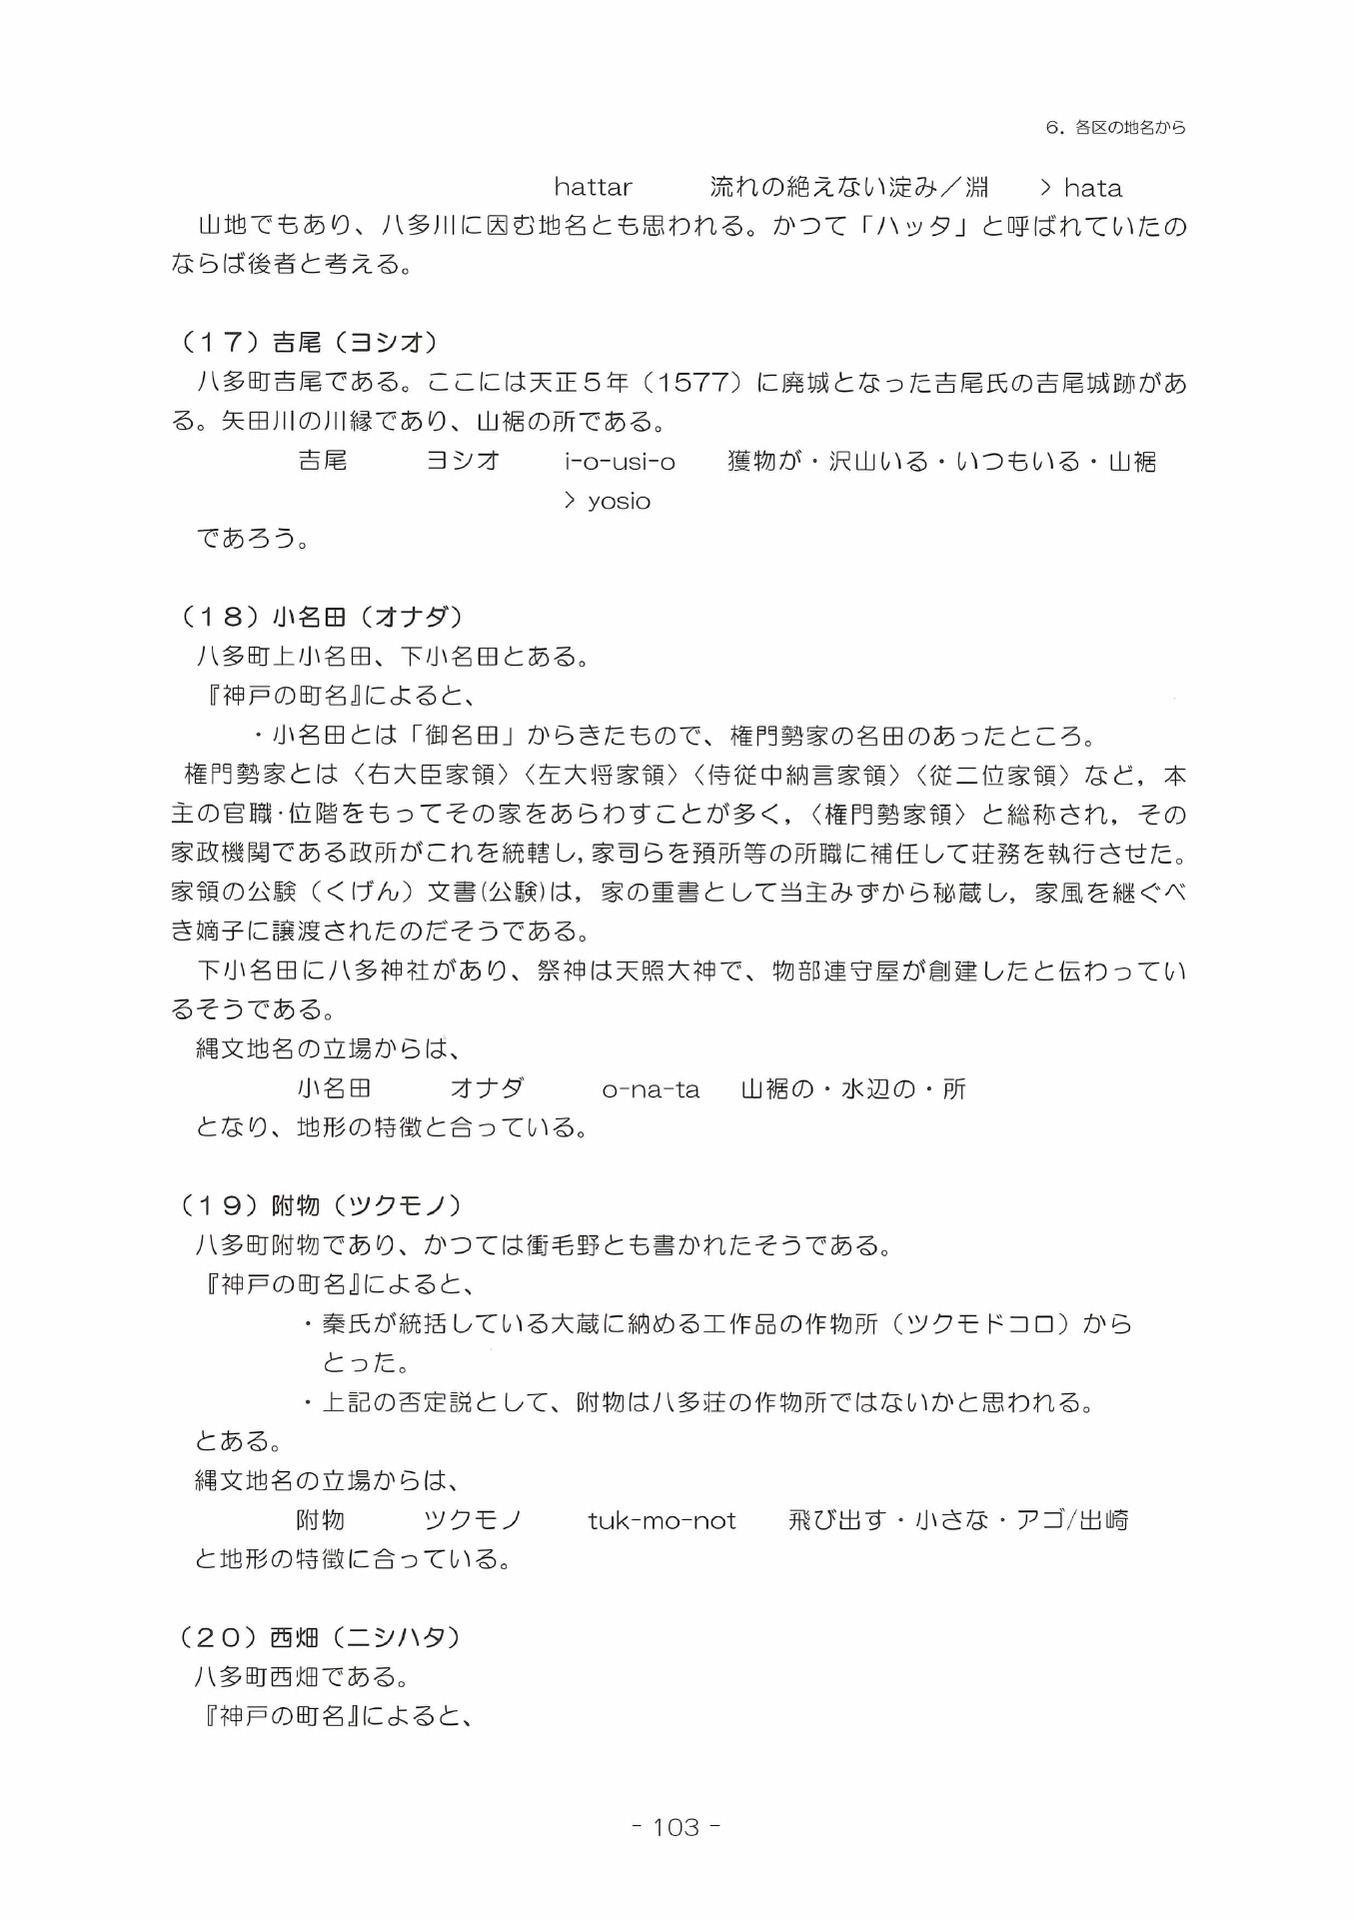 6．各区の地名から
hattar　流れの絶えない淀み／淵　> hata
山地でもあり、八多川に因む地名とも思われる。かつて「ハッタ」と呼ばれていたの
ならば後者と考える。
（１７）吉尾（ヨシオ）
八多町吉尾である。ここには天正５年（1577）に廃城となった吉尾氏の吉尾城跡があ
る。矢田川の川縁であり、山裾の所である。
吉尾　ヨシオ　i-o-usi-o　獲物が・沢山いる・いつもいる・山裾
> yosio
であろう。
（１８）小名田（オナダ）
八多町上小名田、下小名田とある。
『神戸の町名』によると、
・小名田とは「御名田」からきたもので、権門勢家の名田のあったところ。
権門勢家とは〈右大臣家領〉〈左大将家領〉〈侍従中納言家領〉〈従二位家領〉など，本
主の官職･位階をもってその家をあらわすことが多く，〈権門勢家領〉と総称され，その
家政機関である政所がこれを統轄し，家司らを預所等の所職に補任して荘務を執行させた。
家領の公験（くげん）文書(公験)は，家の重書として当主みずから秘蔵し，家風を継ぐべ
き嫡子に譲渡されたのだそうである。
下小名田に八多神社があり、祭神は天照大神で、物部連守屋が創建したと伝わってい
るそうである。
縄文地名の立場からは、
小名田　オナダ　o-na-ta　山裾の・水辺の・所
となり、地形の特徴と合っている。
（１９）附物（ツクモノ）
八多町附物であり、かつては衝毛野とも書かれたそうである。
『神戸の町名』によると、
・秦氏が統括している大蔵に納める工作品の作物所（ツクモドコロ）から
とった。
・上記の否定説として、附物は八多荘の作物所ではないかと思われる。
とある。
縄文地名の立場からは、
附物　ツクモノ　tuk-mo-not　飛び出す・小さな・アゴ/出崎
と地形の特徴に合っている。
（２０）西畑（ニシハタ）
八多町西畑である。
『神戸の町名』によると、
- 103 -